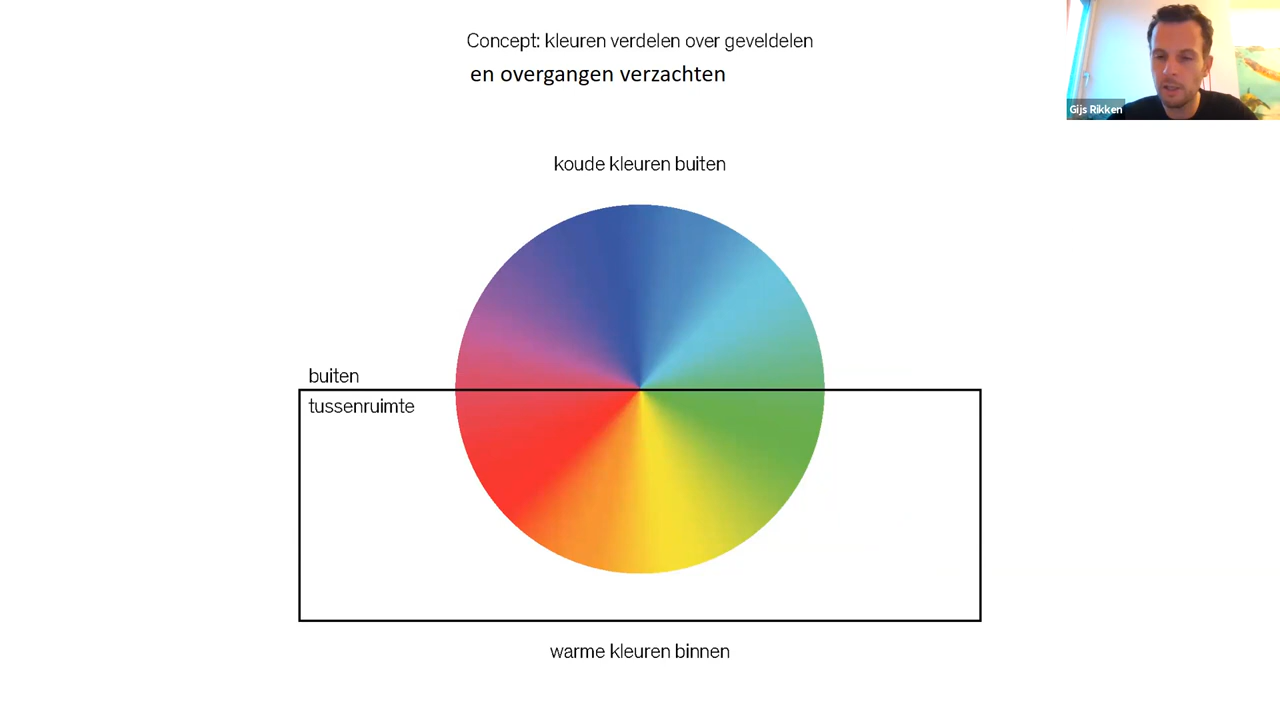 Concept: kleuren verdelen over geveldelen
en overgangen verzachten
Gijs Rikken
koude kleuren buiten
buiten
tussenruimte
warme kleuren binnen